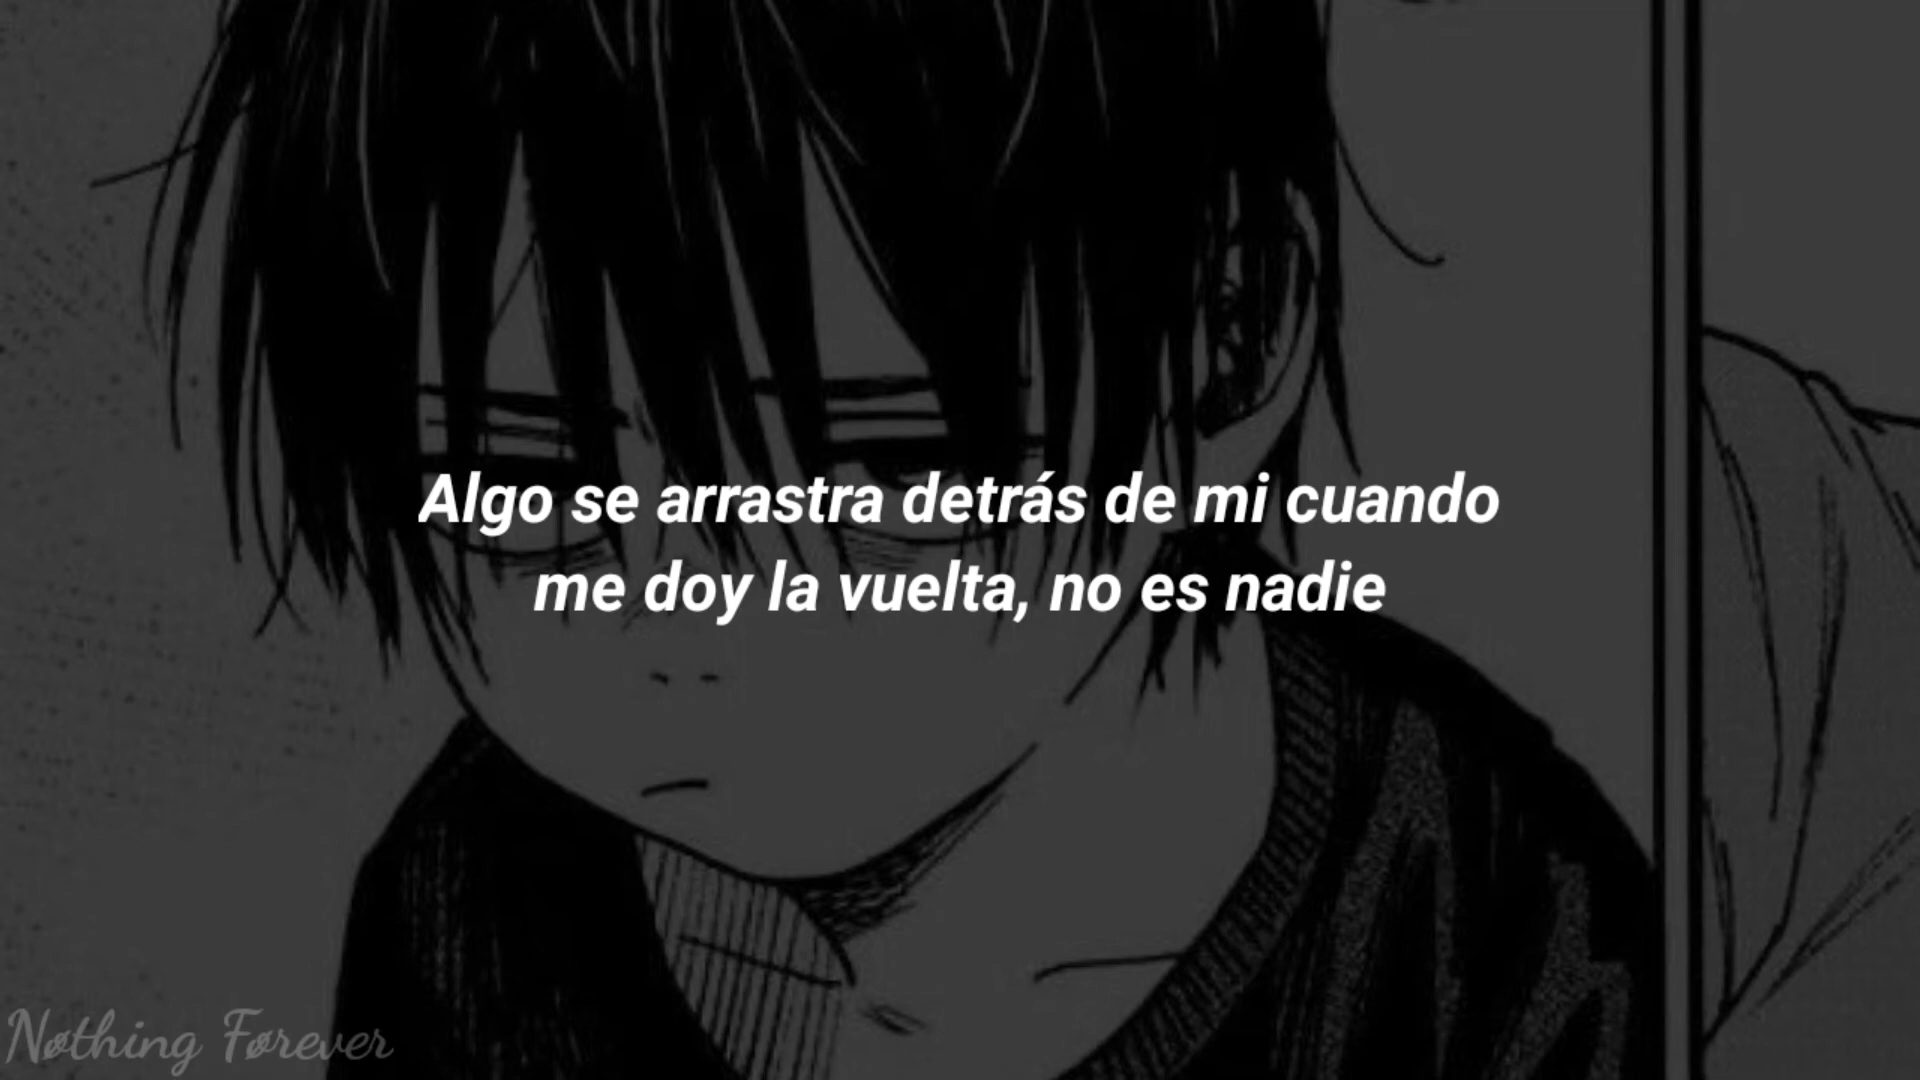 Algo se arrastra detrás de mi cuando
me doy la vuelta, no es nadie
Nøthing Førever